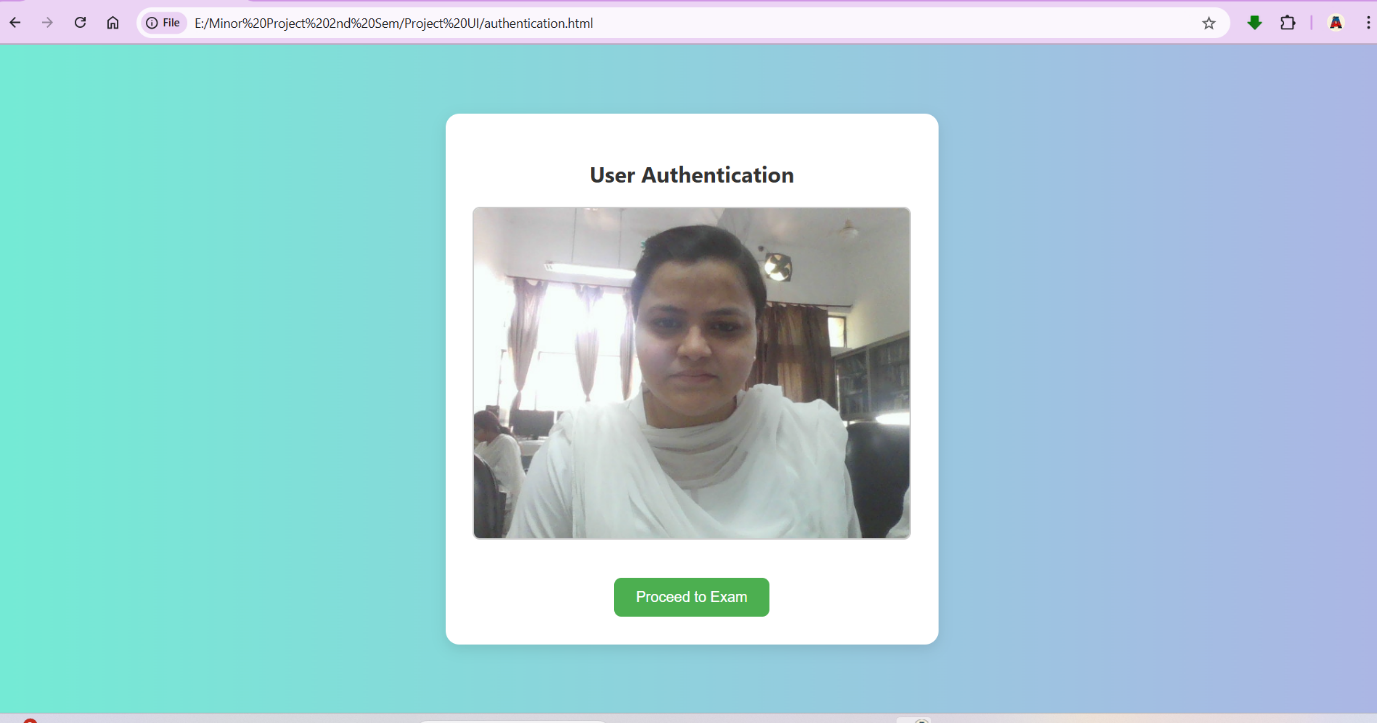 File
E:/Minor%20Project%202nd%20Sem/Project%20UI/authentication.html
User Authentication
Proceed to Exam